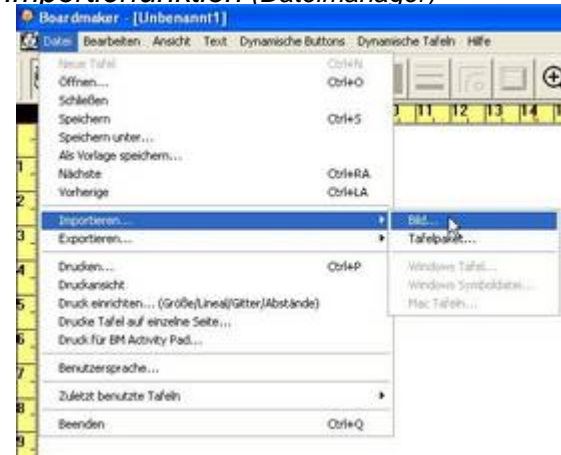 Importierfunktion (Dateimanager)
Boardmaker - [Unbenannt1]
Datei Bearbeiten Ansicht Text Dynamische Buttons Dynamische Tafeln Hilfe
Neue Tafel Ctrl+N
Öffnen... Ctrl+O
Schließen
Speichern Ctrl+S
Speichern unter...
Als Vorlage speichern...
Nächste Ctrl+RA
Vorherige Ctrl+LA
Importieren...
Exportieren...
Drucken... Ctrl+P
Druckansicht
Druck einrichten... (Größe/Lineal/Gitter/Abstände)
Drucke Tafel auf einzelne Seite...
Druck für BM Activity Pad...
Benutzersprache...
Zuletzt benutzte Tafeln
Beenden Ctrl+Q
Bild...
Tafelpaket...
Windows Tafel...
Windows Symboldatei...
Mac Tafeln...
11 12 13 14
1
2
3
4
5
6
7
8
9